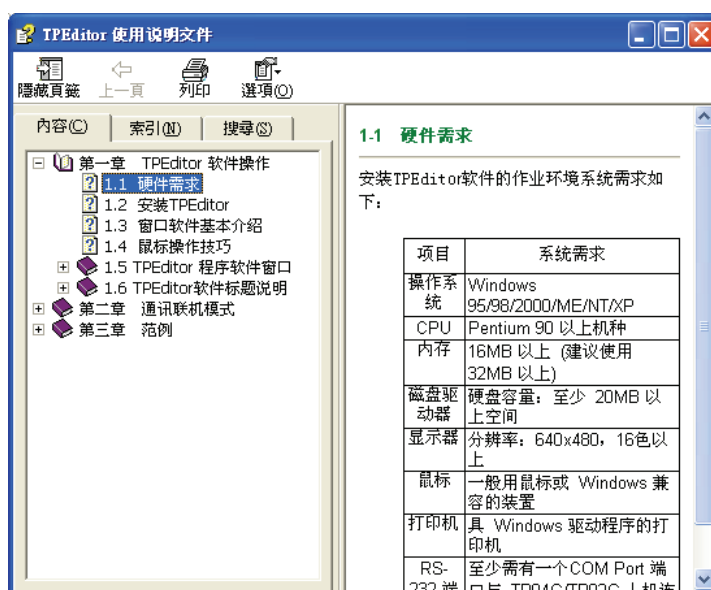 TPEditor 使用说明文件
隱藏頁籤 上一頁 列印 選項(O)
内容(C) 索引(N) 搜尋(S)
第一章 TPEditor 软件操作
1.1 硬件需求
1.2 安装TPEditor
1.3 窗口软件基本介绍
1.4 鼠标操作技巧
1.5 TPEditor 程序软件窗口
1.6 TPEditor软件标题说明
第二章 通讯联机模式
第三章 范例
1-1 硬件需求
安装TPEditor软件的作业环境系统需求如
下：
项目 系统需求
操作系
统
Windows
95/98/2000/ME/NT/XP
CPU Pentium 90 以上机种
内存 16MB 以上 (建议使用
32MB 以上)
磁盘驱
动器
硬盘容量：至少 20MB 以
上空间
显示器 分辨率：640x480，16色以
上
鼠标 一般用鼠标或 Windows 兼
容的装置
打印机 具 Windows 驱动程序的打
印机
RS-
232 端
至少需有一个COM Port 端
口与 TP04G/TP02G 上机连